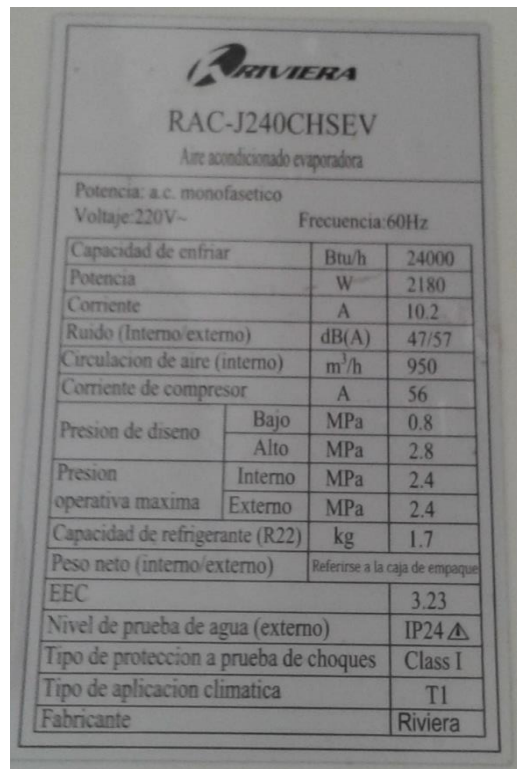 RIVIERA
RAC-J240CHSEV
Aire acondicionado evaporadora
Potencia: a.c. monofasetico
Voltaje:220V~ Frecuencia:60Hz
Capacidad de enfriar Btu/h 24000
Potencia W 2180
Corriente A 10.2
Ruido (Interno/externo) dB(A) 47/57
Circulacion de aire (interno) m³/h 950
Corriente de compresor A 56
Presion de diseno Bajo MPa 0.8
Alto MPa 2.8
Presion operativa maxima Interno MPa 2.4
Externo MPa 2.4
Capacidad de refrigerante (R22) kg 1.7
Peso neto (interno/externo) Referirse a la caja de empaque
EEC 3.23
Nivel de prueba de agua (externo) IP24 ⚠
Tipo de proteccion a prueba de choques Class I
Tipo de aplicacion climatica T1
Fabricante Riviera